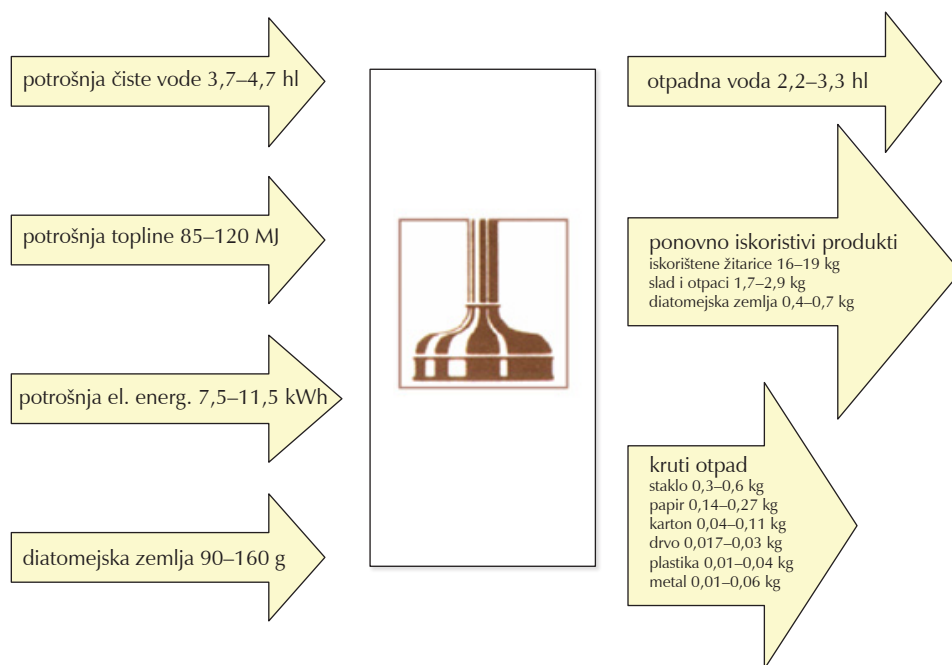 potrošnja čiste vode 3,7–4,7 hl
potrošnja topline 85–120 MJ
potrošnja el. energ. 7,5–11,5 kWh
diatomejska zemlja 90–160 g
otpadna voda 2,2–3,3 hl
ponovno iskoristivi produkti
iskorištene žitarice 16–19 kg
slad i otpaci 1,7–2,9 kg
diatomejska zemlja 0,4–0,7 kg
kruti otpad
staklo 0,3–0,6 kg
papir 0,14–0,27 kg
karton 0,04–0,11 kg
drvo 0,017–0,03 kg
plastika 0,01–0,04 kg
metal 0,01–0,06 kg